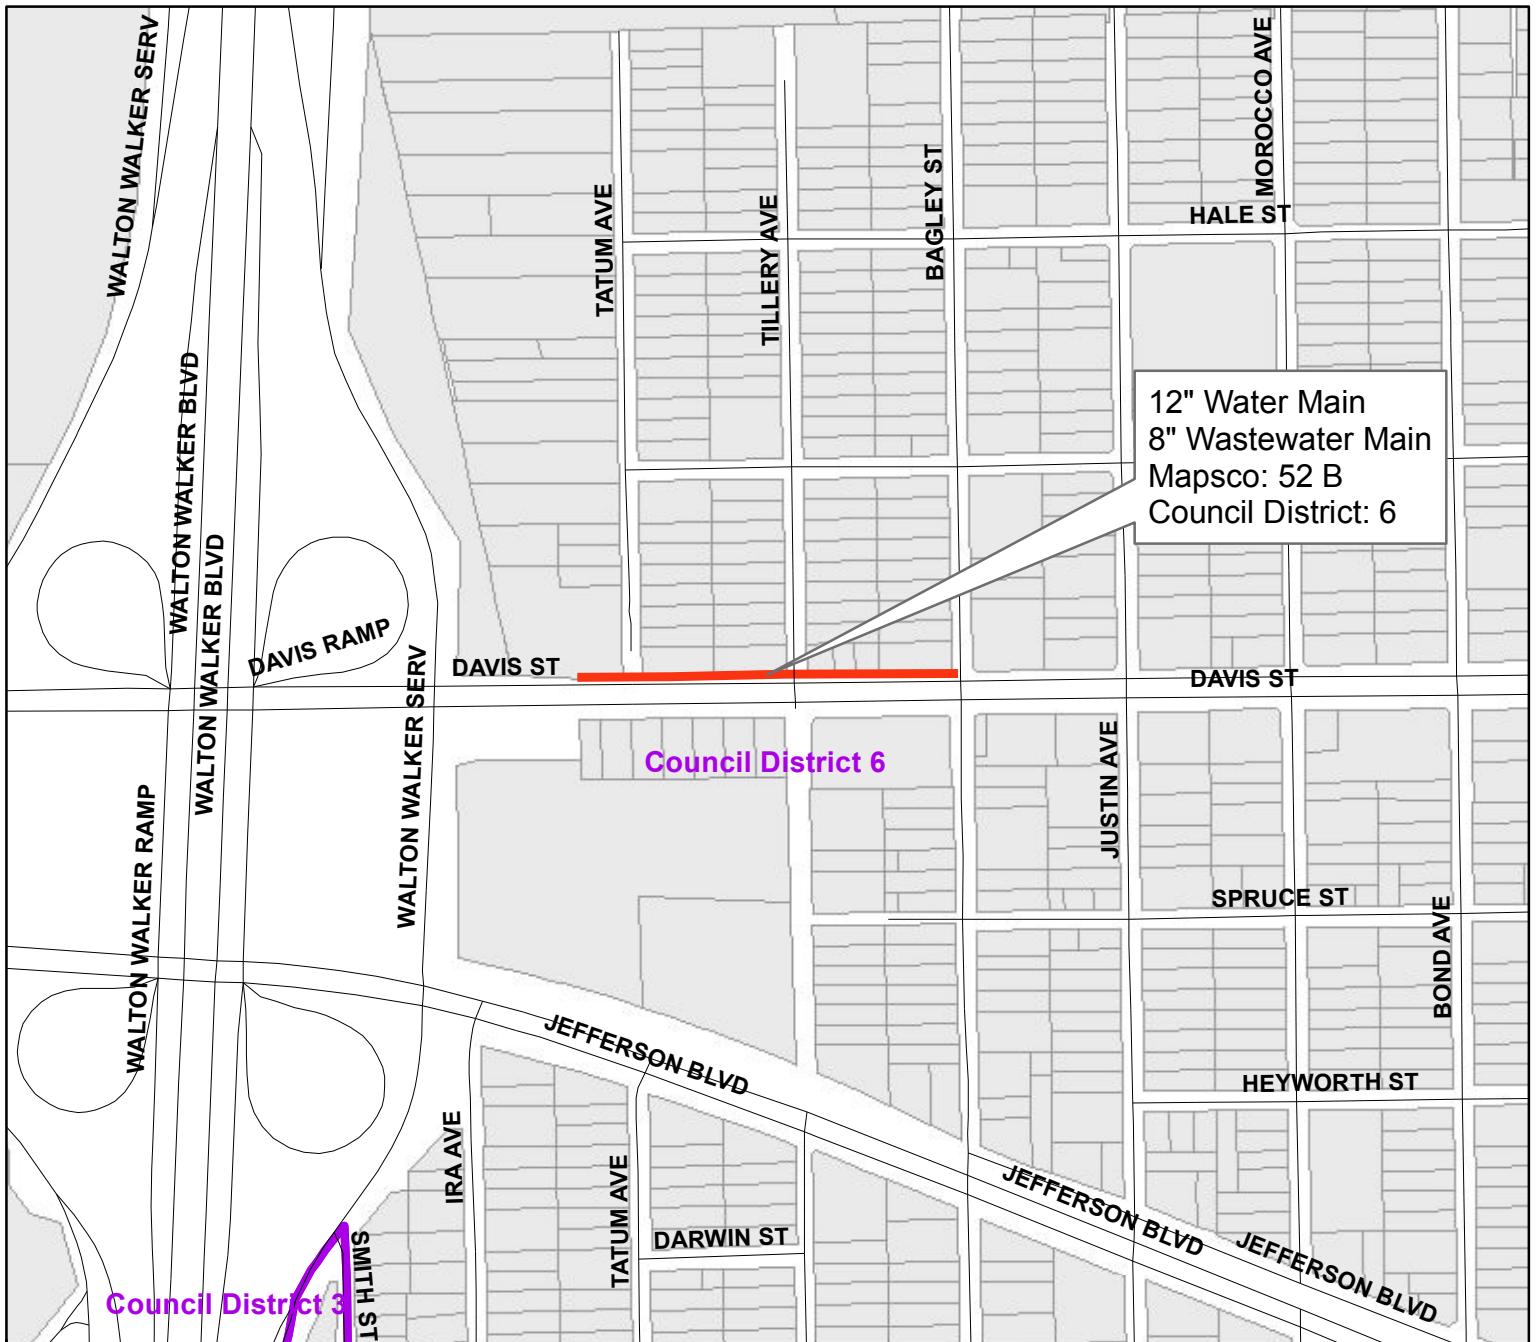 WALTON WALKER SERV
MOROCCO AVE
BAGLEY ST
TATUM AVE
TILLERY AVE
HALE ST
WALTON WALKER BLVD
12" Water Main
8" Wastewater Main
Mapsco: 52 B
Council District: 6
WALTON WALKER BLVD
DAVIS RAMP
WALTON WALKER SERV
DAVIS ST
DAVIS ST
Council District 6
JUSTIN AVE
WALTON WALKER RAMP
SPRUCE ST
BOND AVE
JEFFERSON BLVD
HEYWORTH ST
IRA AVE
TATUM AVE
JEFFERSON BLVD
DARWIN ST
SMITH ST
JEFFERSON BLVD
Council District 3